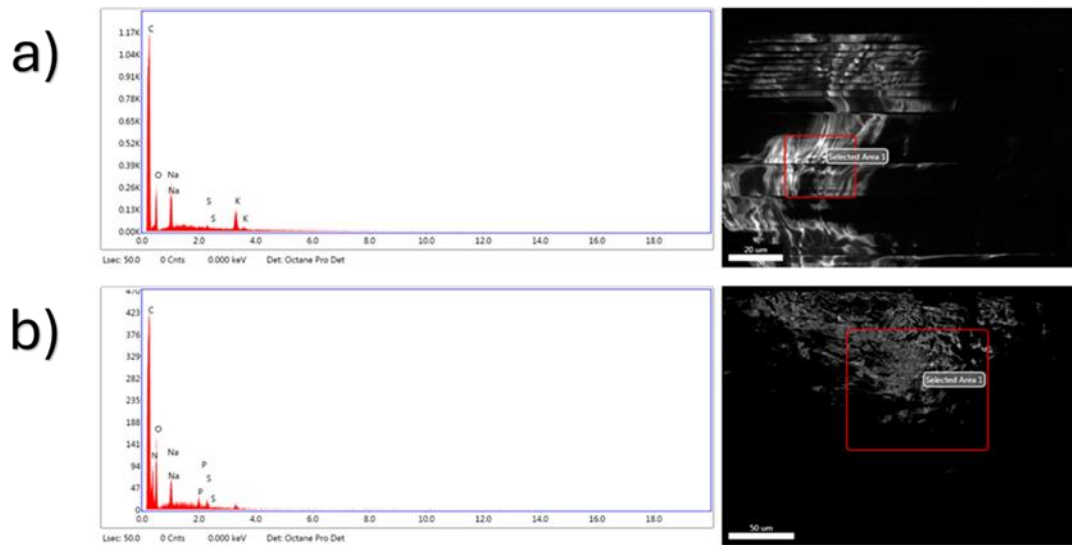 a)
1.17K
1.04K
0.91K
0.78K
0.65K
0.52K
0.39K
0.26K
0.13K
0.00K
C
O
Na
Na
S
S
K
K
0.0 2.0 4.0 6.0 8.0 10.0 12.0 14.0 16.0 18.0
Lsec: 50.0 0 Cnts 0.000 keV Det: Octane Pro Det
Selected Area 1
20 um
b)
470
423
376
329
282
235
188
141
94
47
0
C
O
N
Na
Na
P
S
P
S
0.0 2.0 4.0 6.0 8.0 10.0 12.0 14.0 16.0 18.0
Lsec: 50.0 0 Cnts 0.000 keV Det: Octane Pro Det
Selected Area 1
50 um